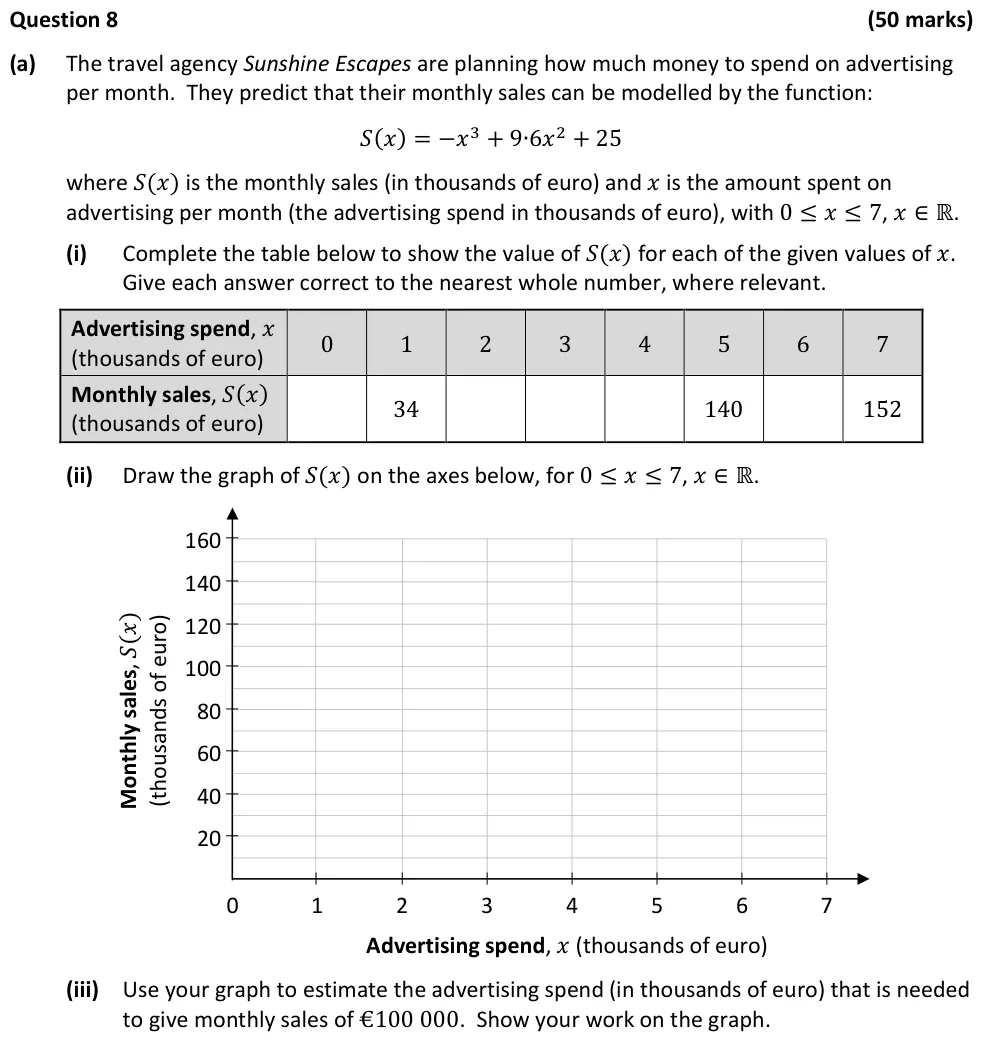 Question 8 (50 marks)
(a) The travel agency Sunshine Escapes are planning how much money to spend on advertising
per month. They predict that their monthly sales can be modelled by the function:
S(x) = −x³ + 9·6x² + 25
where S(x) is the monthly sales (in thousands of euro) and x is the amount spent on
advertising per month (the advertising spend in thousands of euro), with 0 ≤ x ≤ 7, x ∈ ℝ.
(i) Complete the table below to show the value of S(x) for each of the given values of x.
Give each answer correct to the nearest whole number, where relevant.
Advertising spend, x
(thousands of euro)
0 1 2 3 4 5 6 7
Monthly sales, S(x)
(thousands of euro)
34 140 152
(ii) Draw the graph of S(x) on the axes below, for 0 ≤ x ≤ 7, x ∈ ℝ.
Monthly sales, S(x)
(thousands of euro)
160
140
120
100
80
60
40
20
0 1 2 3 4 5 6 7
Advertising spend, x (thousands of euro)
(iii) Use your graph to estimate the advertising spend (in thousands of euro) that is needed
to give monthly sales of €100 000. Show your work on the graph.